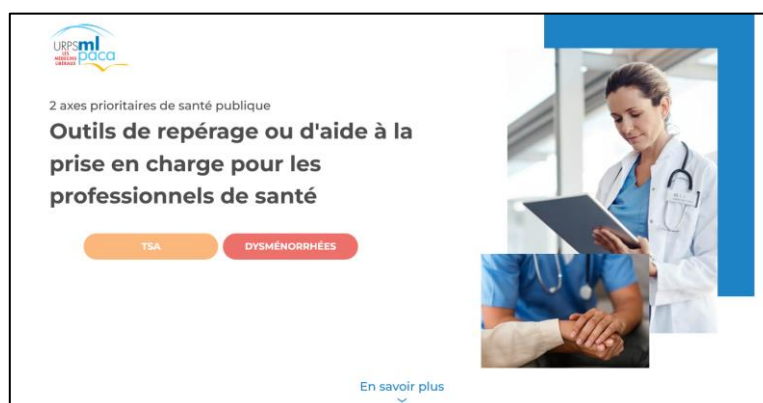 URPSml
LES
MÉDECINS
LIBÉRAUX
paca
2 axes prioritaires de santé publique
Outils de repérage ou d'aide à la
prise en charge pour les
professionnels de santé
TSA
DYSMÉNORRHÉES
En savoir plus